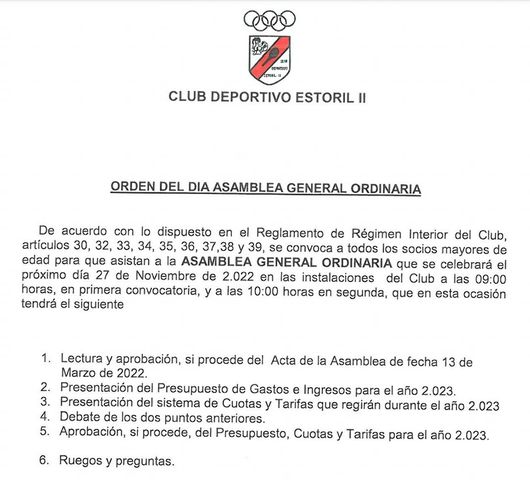 CLUB DEPORTIVO ESTORIL II
ORDEN DEL DIA ASAMBLEA GENERAL ORDINARIA
De acuerdo con lo dispuesto en el Reglamento de Régimen Interior del Club,
artículos 30, 32, 33, 34, 35, 36, 37,38 y 39, se convoca a todos los socios mayores de
edad para que asistan a la ASAMBLEA GENERAL ORDINARIA que se celebrará el
próximo día 27 de Noviembre de 2.022 en las instalaciones del Club a las 09:00
horas, en primera convocatoria, y a las 10:00 horas en segunda, que en esta ocasión
tendrá el siguiente
1. Lectura y aprobación, si procede del Acta de la Asamblea de fecha 13 de
Marzo de 2022.
2. Presentación del Presupuesto de Gastos e Ingresos para el año 2.023.
3. Presentación del sistema de Cuotas y Tarifas que regirán durante el año 2.023
4. Debate de los dos puntos anteriores.
5. Aprobación, si procede, del Presupuesto, Cuotas y Tarifas para el año 2.023.
6. Ruegos y preguntas.